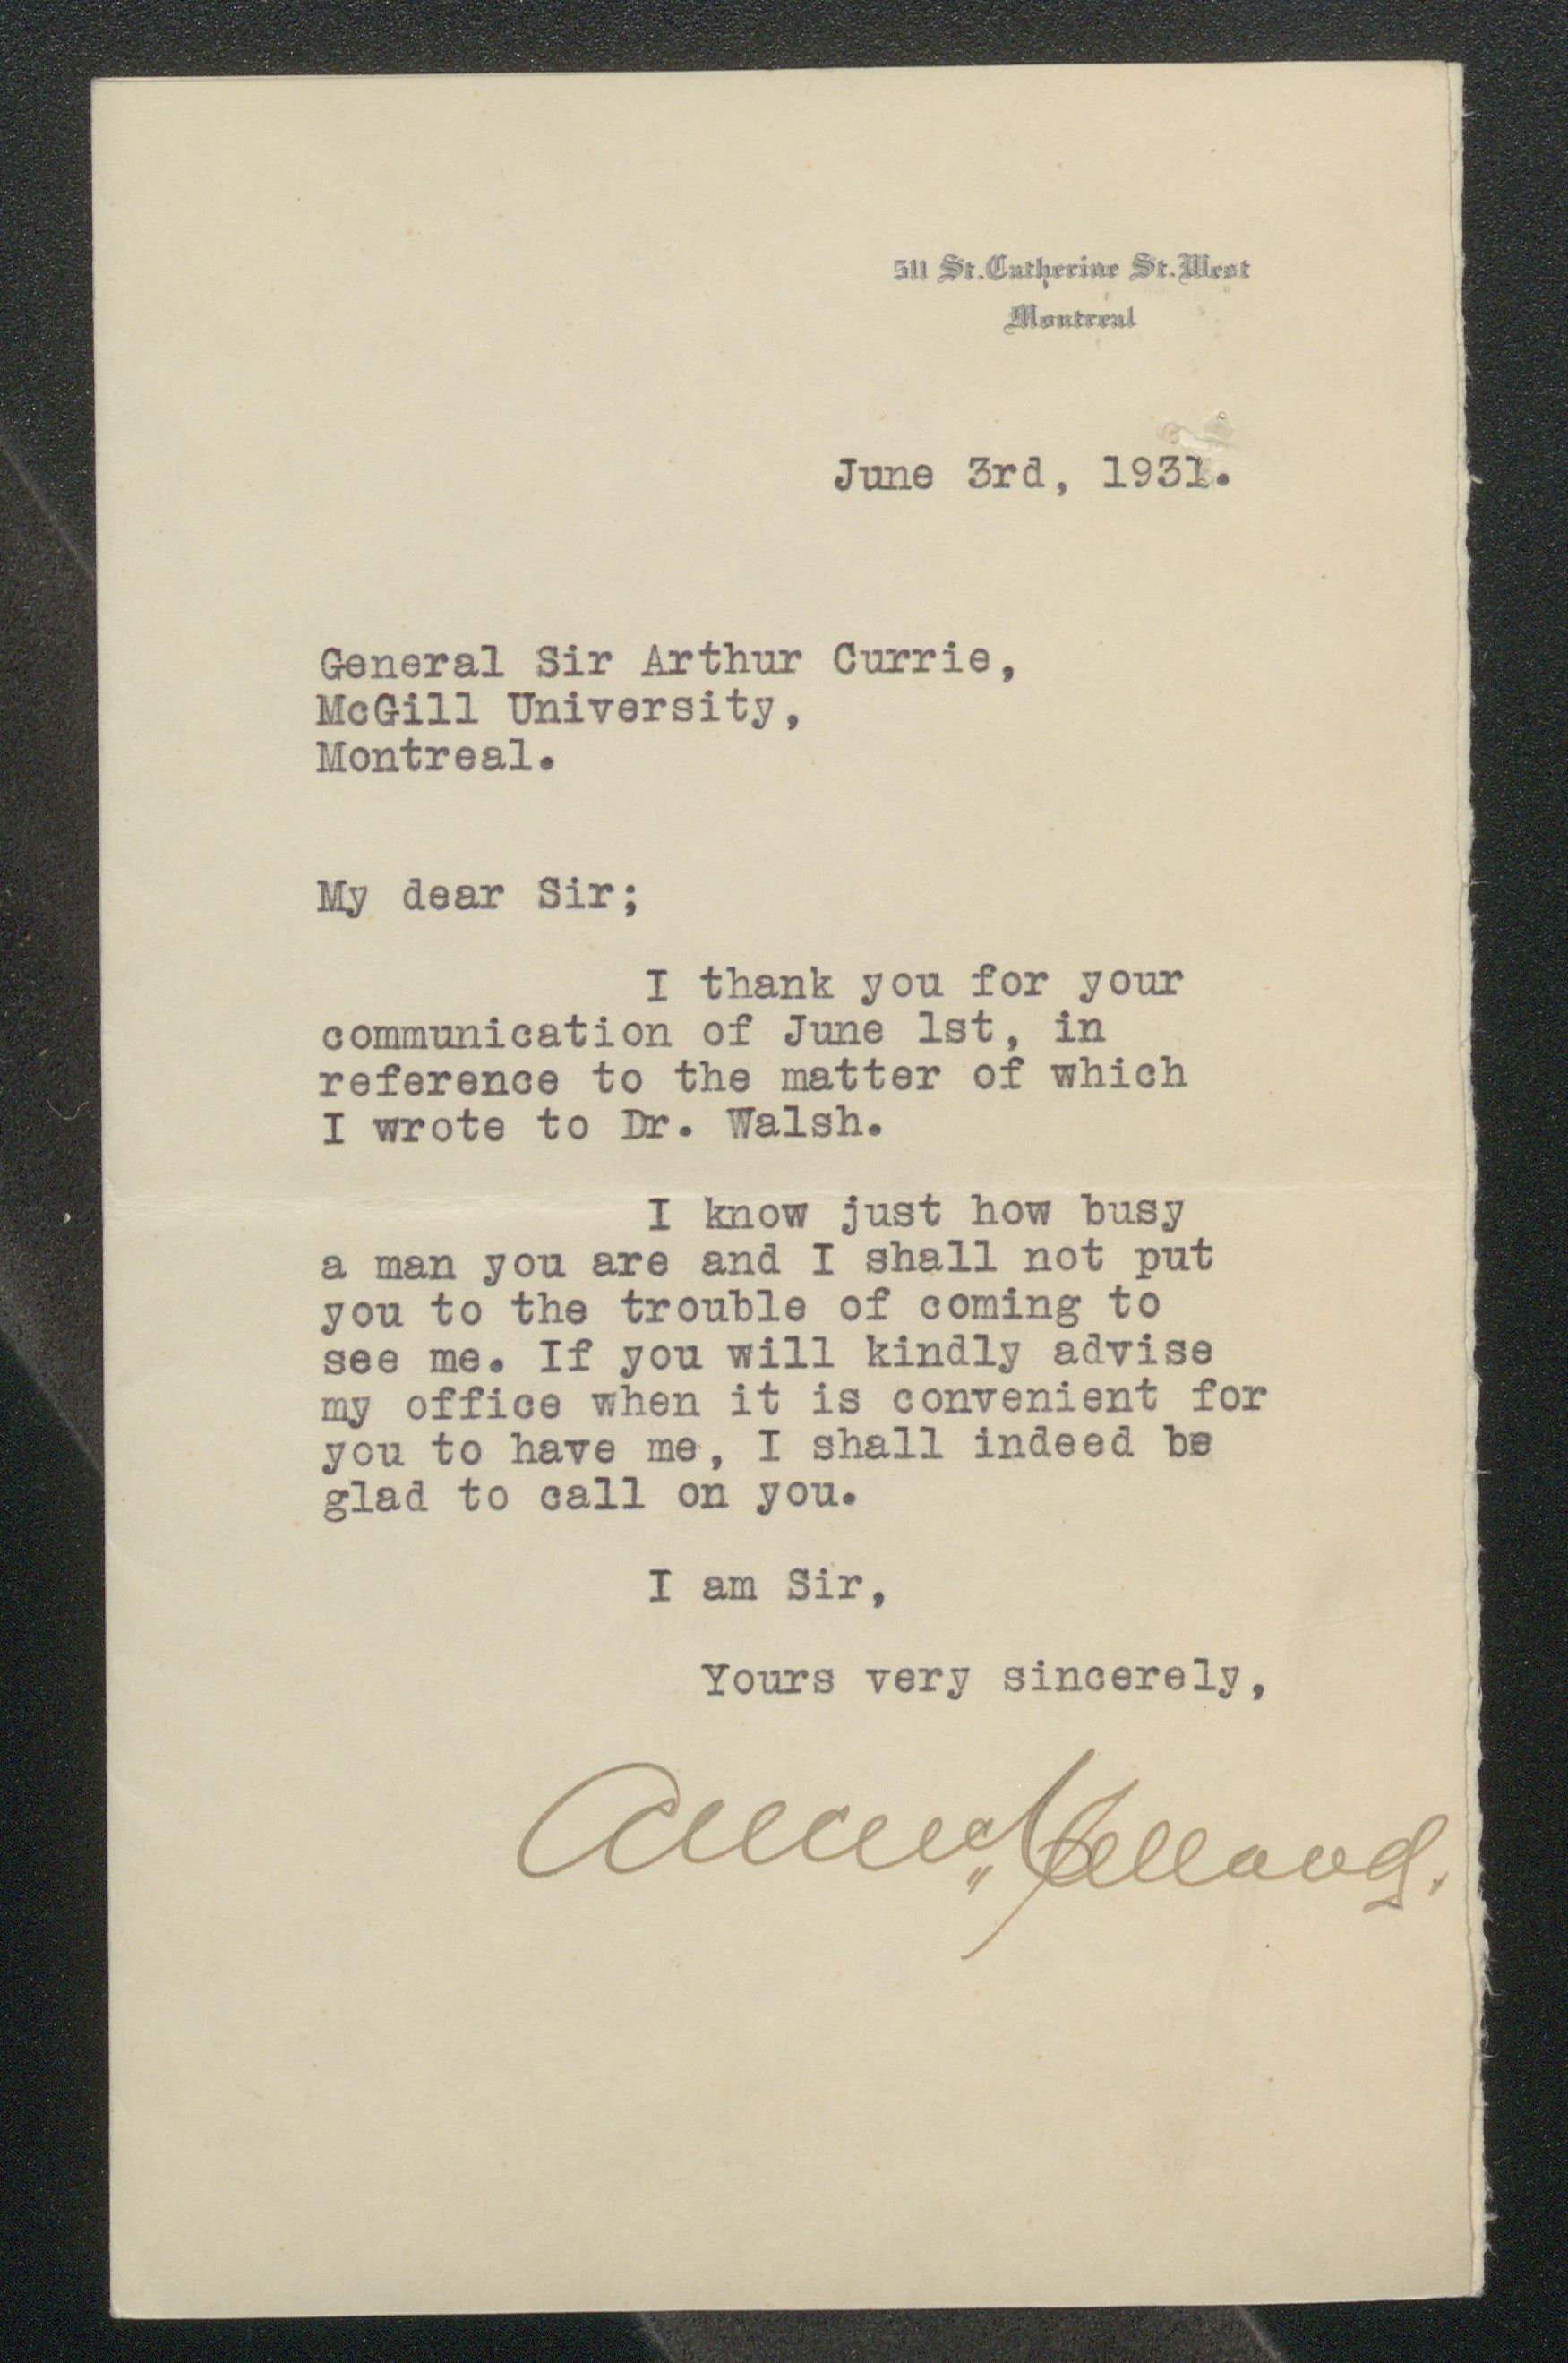 511 St. Catherine St. West
Montreal
June 3rd, 1931.
General Sir Arthur Currie,
McGill University,
Montreal.
My dear Sir;
I thank you for your
communication of June 1st, in
reference to the matter of which
I wrote to Dr. Walsh.
I know just how busy
a man you are and I shall not put
you to the trouble of coming to
see me. If you will kindly advise
my office when it is convenient for
you to have me, I shall indeed be
glad to call on you.
I am Sir,
Yours very sincerely,